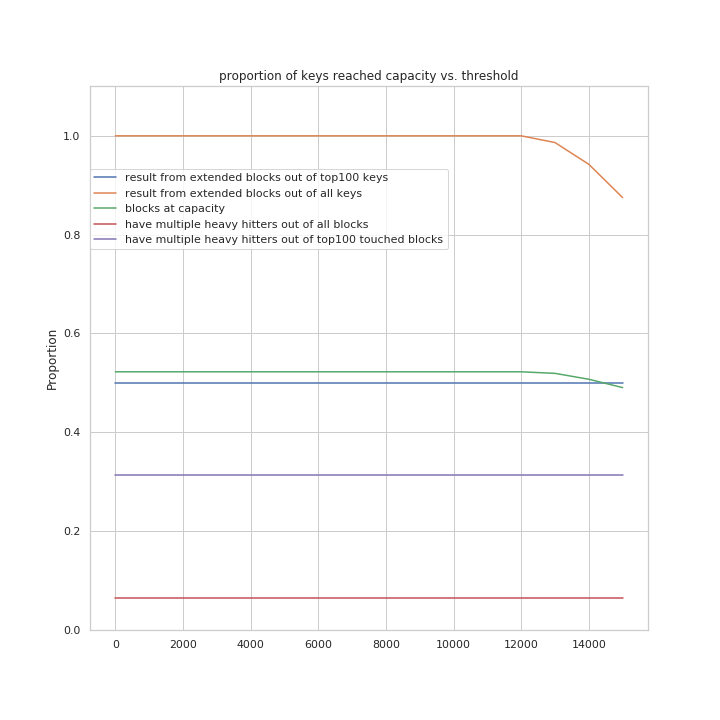 proportion of keys reached capacity vs. threshold
1.0
result from extended blocks out of top100 keys
result from extended blocks out of all keys
blocks at capacity
have multiple heavy hitters out of all blocks
have multiple heavy hitters out of top100 touched blocks
0.8
0.6
Proportion
0.4
0.2
0.0
0 2000 4000 6000 8000 10000 12000 14000